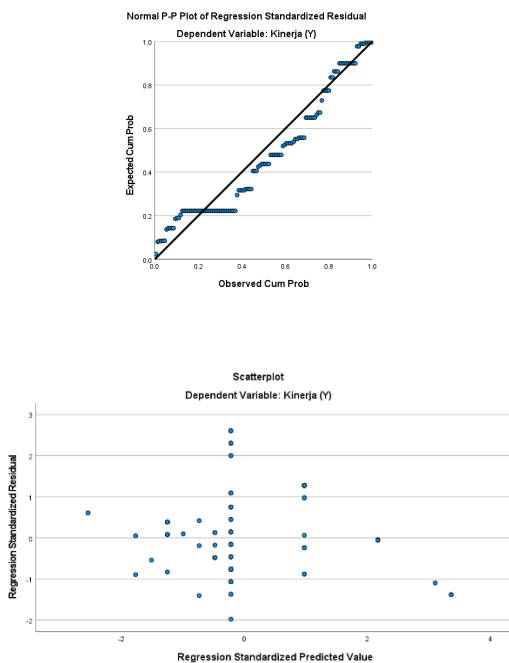 Normal P-P Plot of Regression Standardized Residual
Dependent Variable: Kinerja (Y)
Expected Cum Prob
1.0
0.8
0.6
0.4
0.2
0.0
0.0 0.2 0.4 0.6 0.8 1.0
Observed Cum Prob
Scatterplot
Dependent Variable: Kinerja (Y)
Regression Standardized Residual
3
2
1
0
-1
-2
-2 0 2 4
Regression Standardized Predicted Value